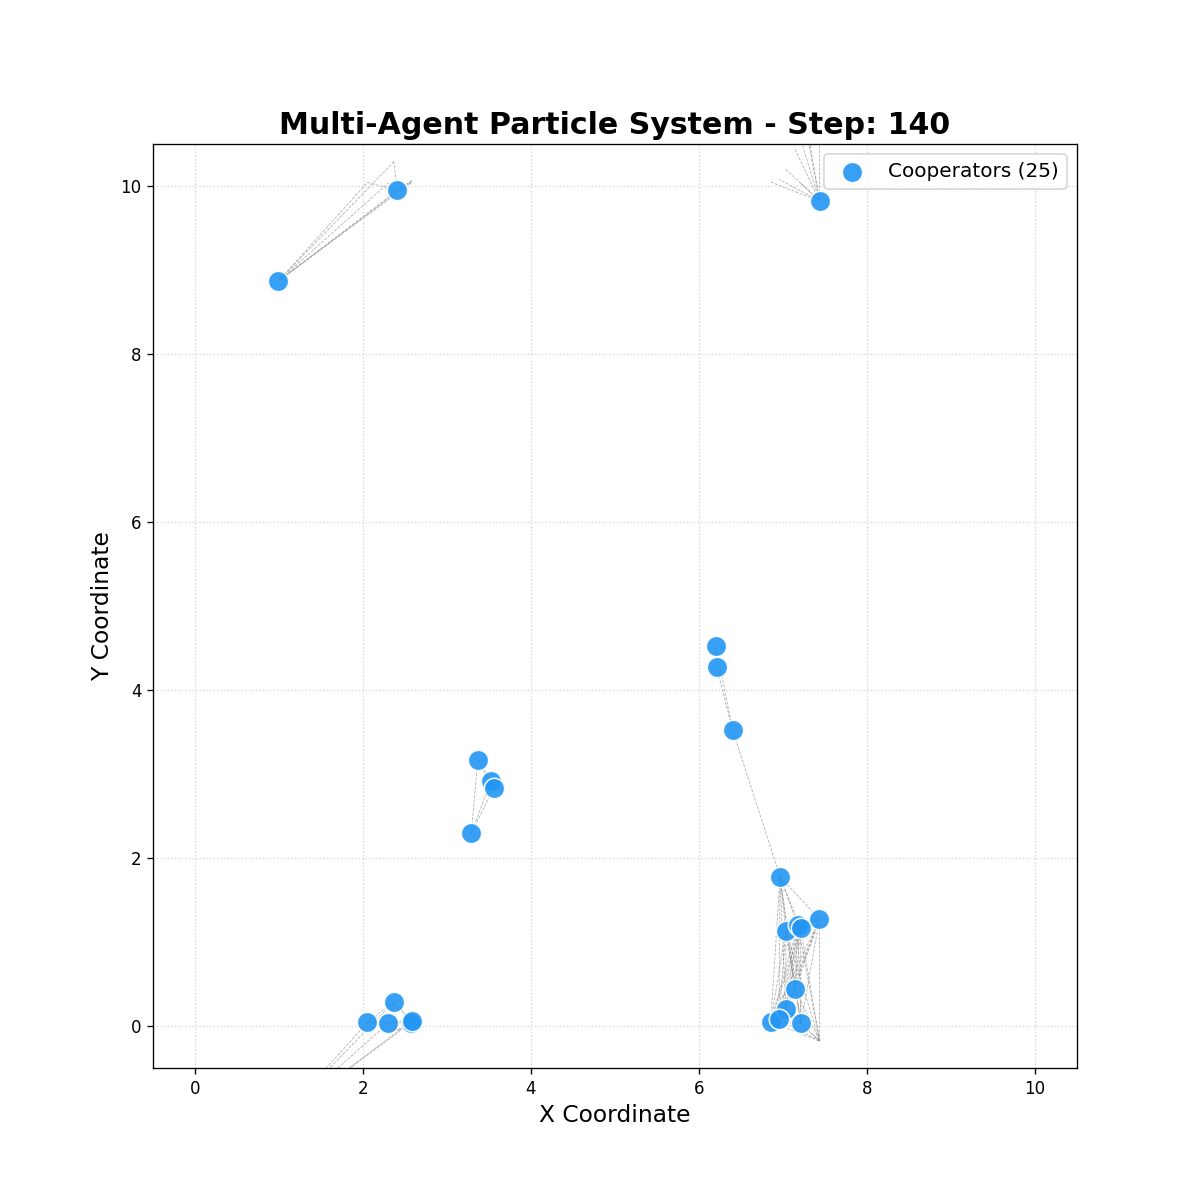 Multi-Agent Particle System - Step: 140
Cooperators (25)
10
8
6
4
2
0
Y Coordinate
0 2 4 6 8 10
X Coordinate